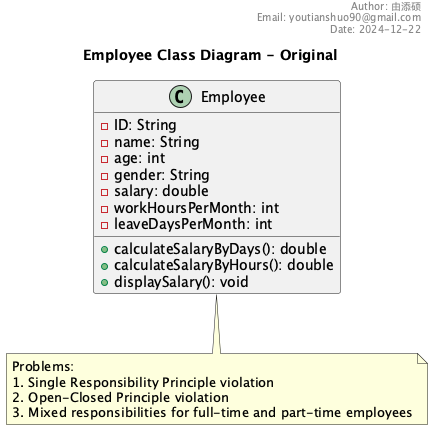 Author: 由添硕
Email: youtianshuo90@gmail.com
Date: 2024-12-22
Employee Class Diagram - Original
C Employee
ID: String
name: String
age: int
gender: String
salary: double
workHoursPerMonth: int
leaveDaysPerMonth: int
calculateSalaryByDays(): double
calculateSalaryByHours(): double
displaySalary(): void
Problems:
1. Single Responsibility Principle violation
2. Open-Closed Principle violation
3. Mixed responsibilities for full-time and part-time employees